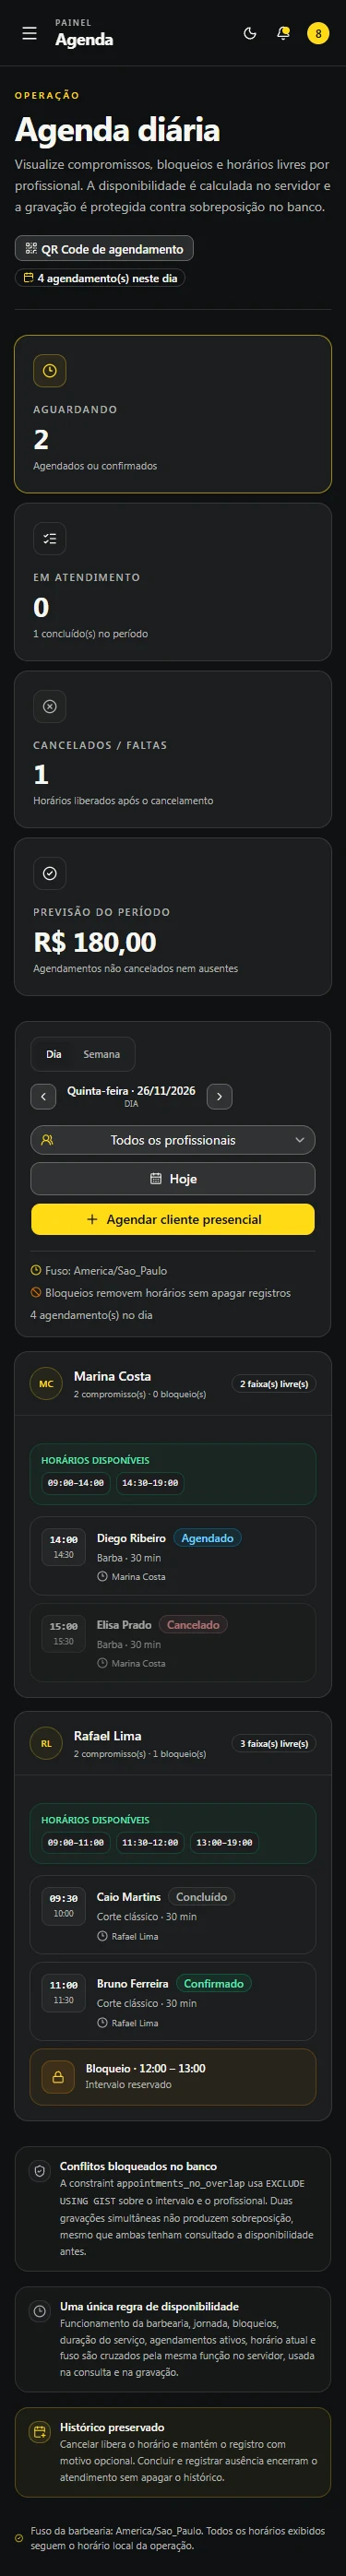 PAINEL
Agenda
8
OPERAÇÃO
Agenda diária
Visualize compromissos, bloqueios e horários livres por
profissional. A disponibilidade é calculada no servidor e
a gravação é protegida contra sobreposição no banco.
QR Code de agendamento
4 agendamento(s) neste dia
AGUARDANDO
2
Agendados ou confirmados
EM ATENDIMENTO
0
1 concluído(s) no período
CANCELADOS / FALTAS
1
Horários liberados após o cancelamento
PREVISÃO DO PERÍODO
R$ 180,00
Agendamentos não cancelados nem ausentes
Dia Semana
Quinta-feira · 26/11/2026
DIA
Todos os profissionais
Hoje
+ Agendar cliente presencial
Fuso: America/Sao_Paulo
Bloqueios removem horários sem apagar registros
4 agendamento(s) no dia
MC Marina Costa
2 compromisso(s) · 0 bloqueio(s)
2 faixa(s) livre(s)
HORÁRIOS DISPONÍVEIS
09:00–14:00 14:30–19:00
14:00 Diego Ribeiro Agendado
14:30 Barba · 30 min
Marina Costa
15:00 Elisa Prado Cancelado
15:30 Barba · 30 min
Marina Costa
RL Rafael Lima
2 compromisso(s) · 1 bloqueio(s)
3 faixa(s) livre(s)
HORÁRIOS DISPONÍVEIS
09:00–11:00 11:30–12:00 13:00–19:00
09:30 Caio Martins Concluído
10:00 Corte clássico · 30 min
Rafael Lima
11:00 Bruno Ferreira Confirmado
11:30 Corte clássico · 30 min
Rafael Lima
Bloqueio · 12:00 – 13:00
Intervalo reservado
Conflitos bloqueados no banco
A constraint appointments_no_overlap usa EXCLUDE
USING GIST sobre o intervalo e o profissional. Duas
gravações simultâneas não produzem sobreposição,
mesmo que ambas tenham consultado a disponibilidade
antes.
Uma única regra de disponibilidade
Funcionamento da barbearia, jornada, bloqueios,
duração do serviço, agendamentos ativos, horário atual e
fuso são cruzados pela mesma função no servidor, usada
na consulta e na gravação.
Histórico preservado
Cancelar libera o horário e mantém o registro com
motivo opcional. Concluir e registrar ausência encerram o
atendimento sem apagar o histórico.
Fuso da barbearia: America/Sao_Paulo. Todos os horários exibidos
seguem o horário local da operação.